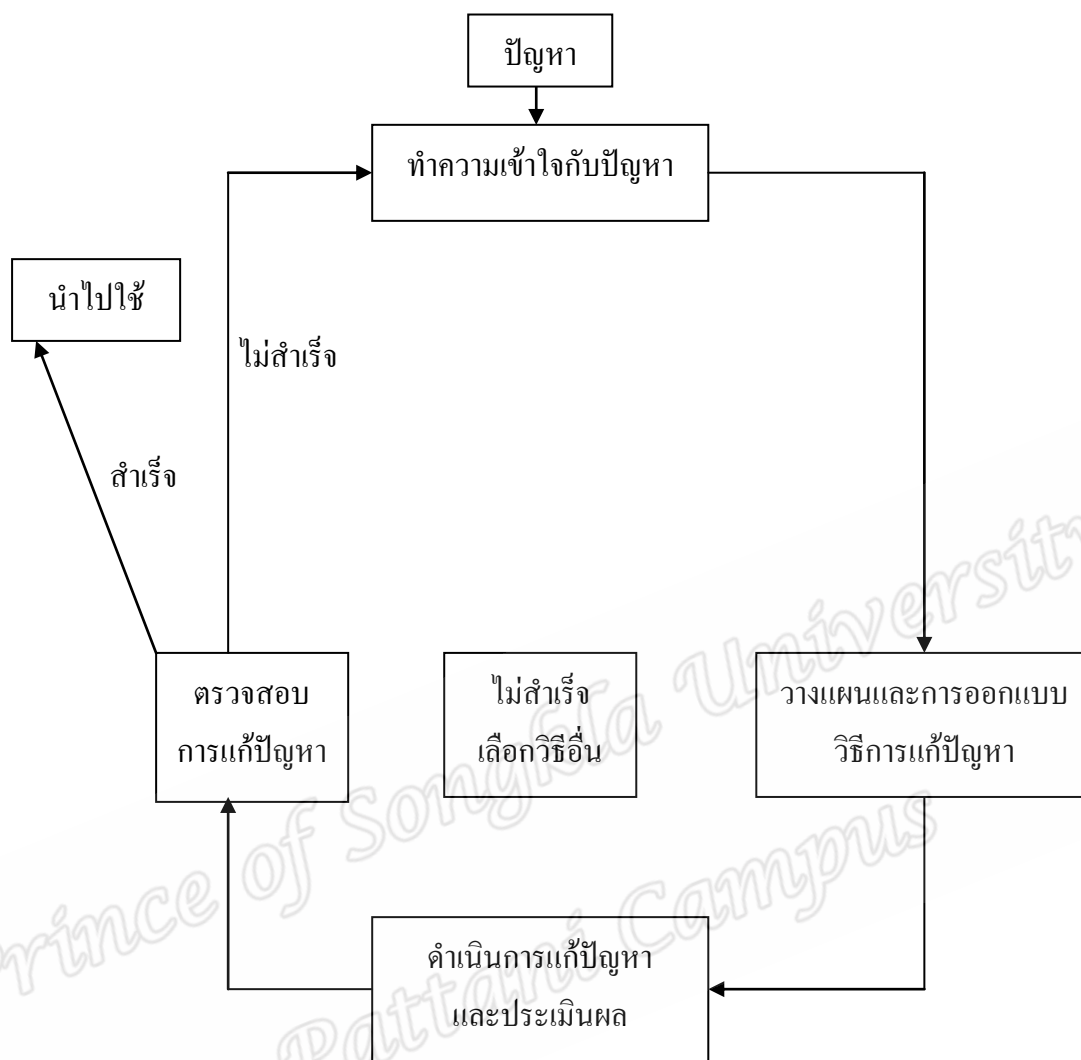 ปัญหา
ทำความเข้าใจกับปัญหา
นำไปใช้
ไม่สำเร็จ
สำเร็จ
ตรวจสอบ
การแก้ปัญหา
ไม่สำเร็จ
เลือกวิธีอื่น
วางแผนและการออกแบบ
วิธีการแก้ปัญหา
ดำเนินการแก้ปัญหา
และประเมินผล
Prince of Songkla University
Pattani Campus